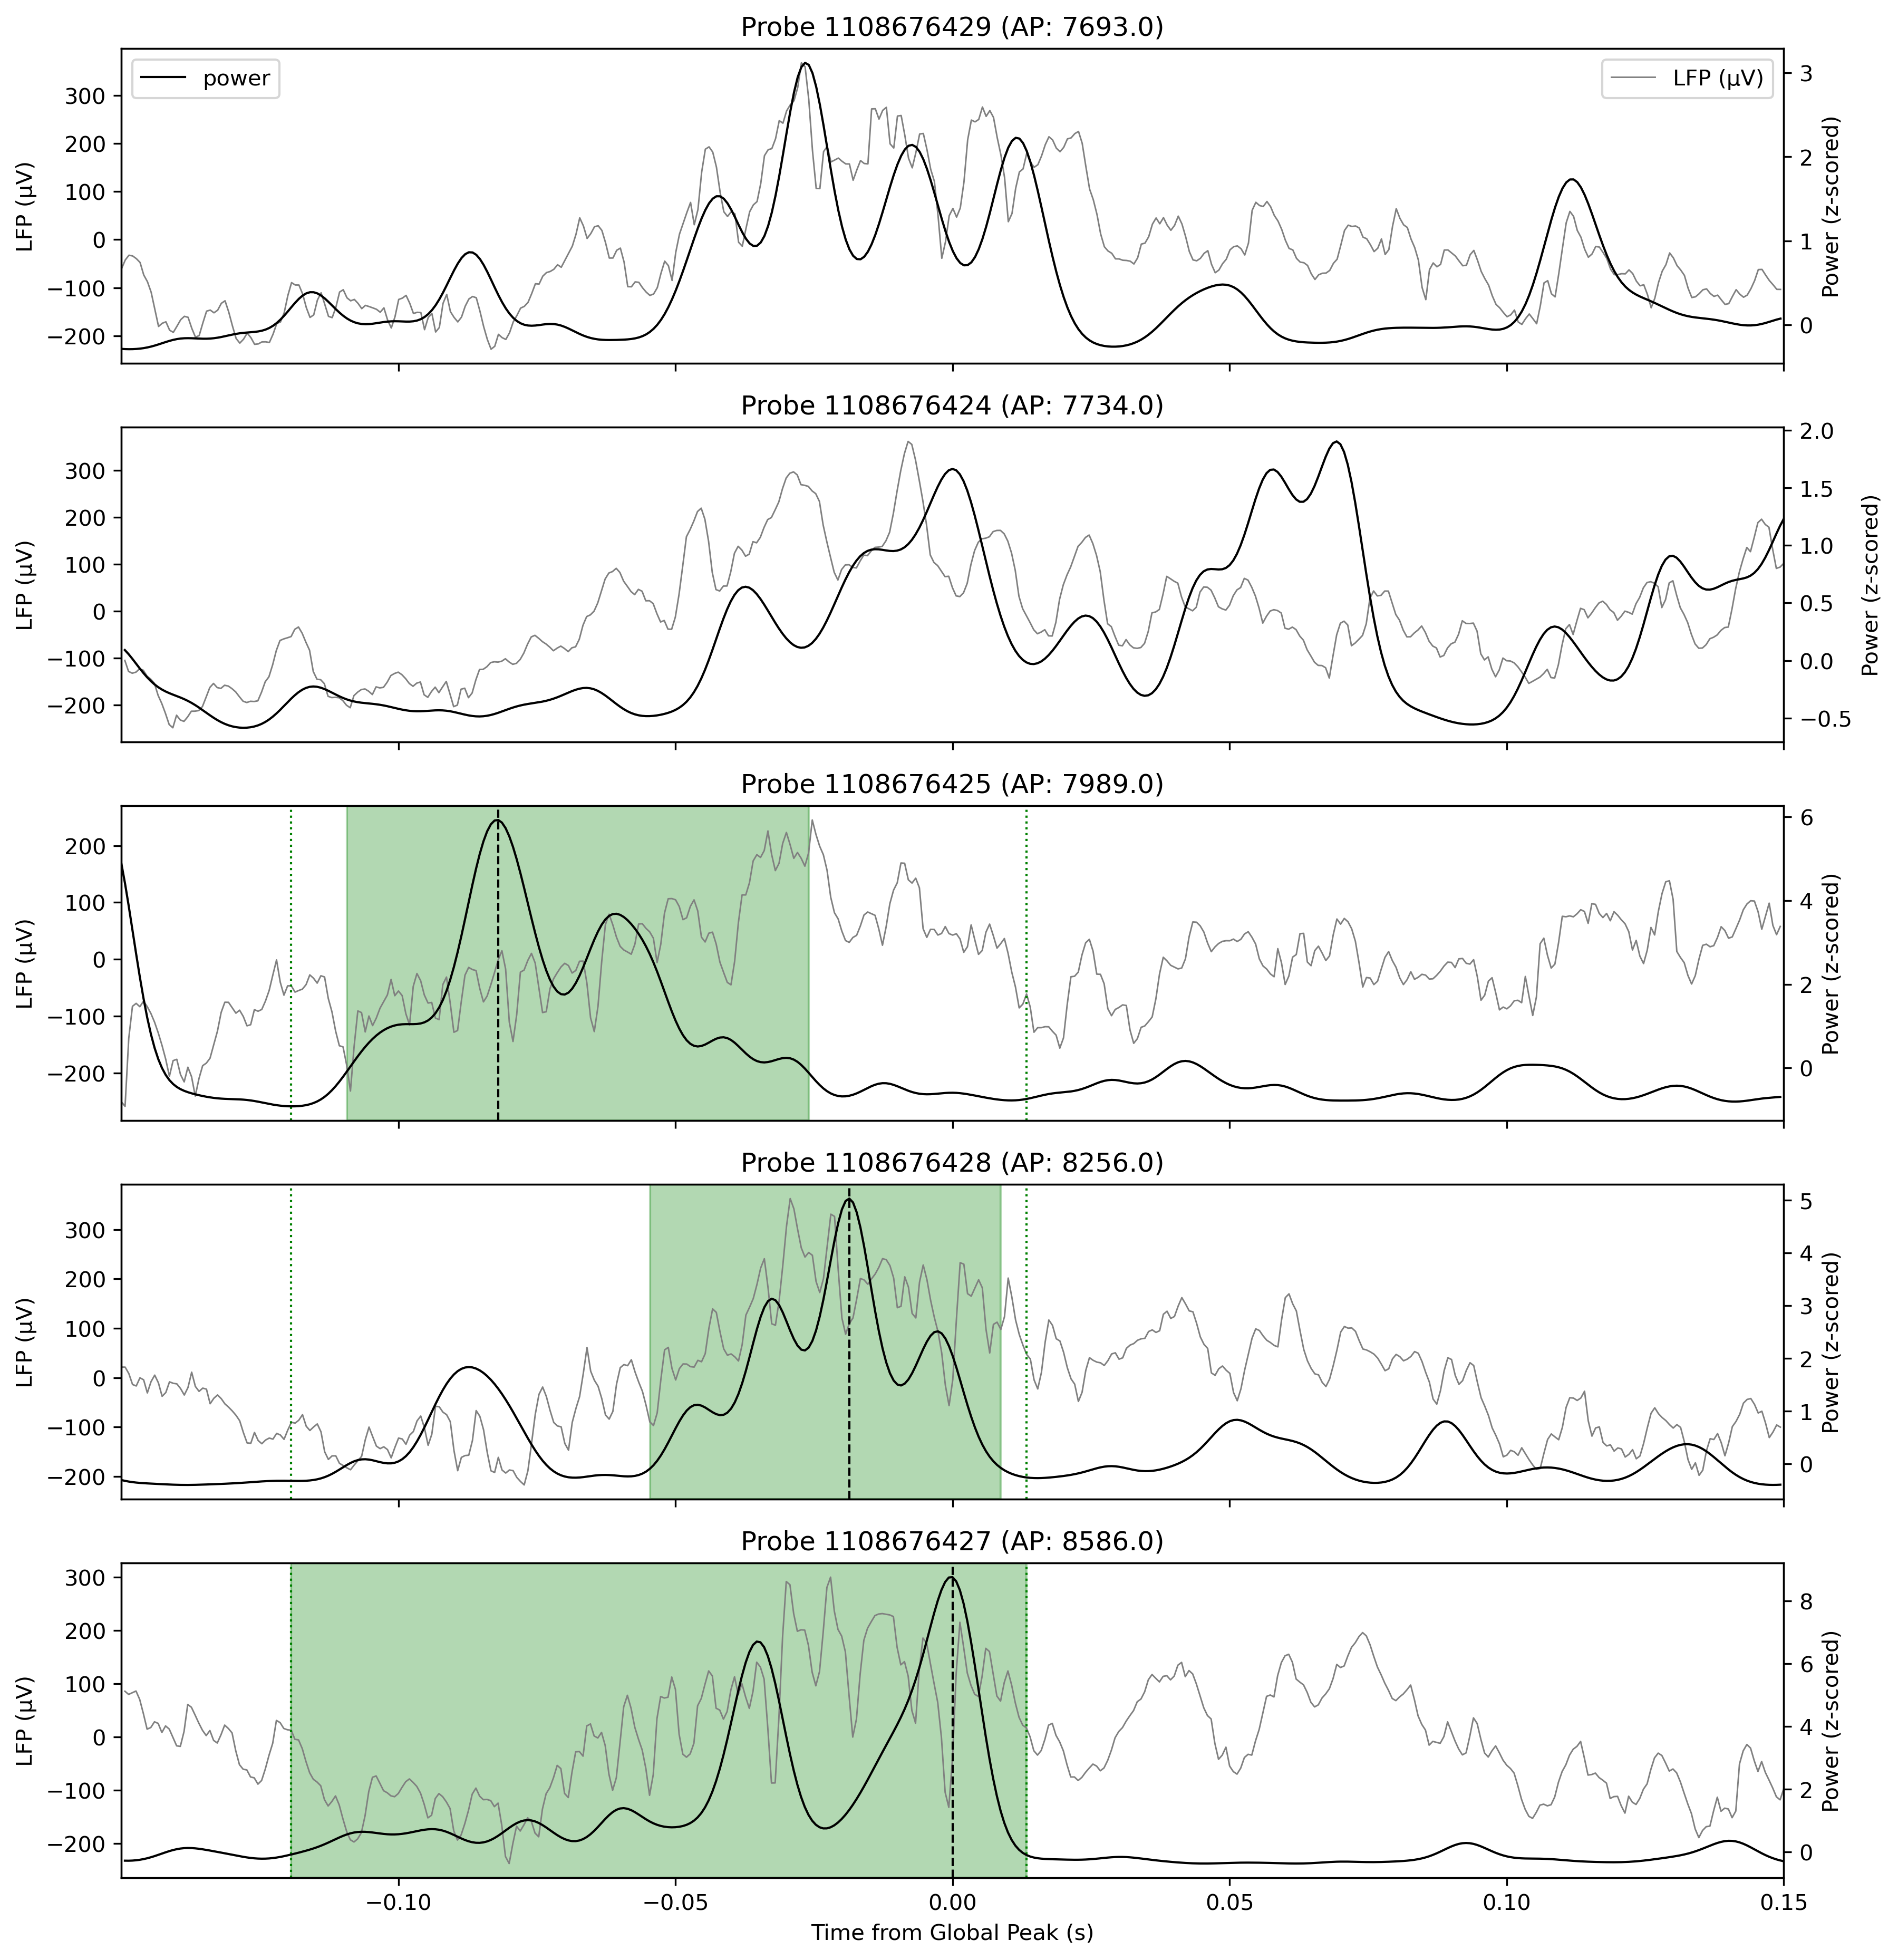 Probe 1108676429 (AP: 7693.0)
power
LFP (µV)
300
200
100
0
−100
−200
LFP (µV)
3
2
1
0
Power (z-scored)
Probe 1108676424 (AP: 7734.0)
300
200
100
0
−100
−200
LFP (µV)
2.0
1.5
1.0
0.5
0.0
−0.5
Power (z-scored)
Probe 1108676425 (AP: 7989.0)
200
100
0
−100
−200
LFP (µV)
6
4
2
0
Power (z-scored)
Probe 1108676428 (AP: 8256.0)
300
200
100
0
−100
−200
LFP (µV)
5
4
3
2
1
0
Power (z-scored)
Probe 1108676427 (AP: 8586.0)
300
200
100
0
−100
−200
LFP (µV)
8
6
4
2
0
Power (z-scored)
−0.10 −0.05 0.00 0.05 0.10 0.15
Time from Global Peak (s)